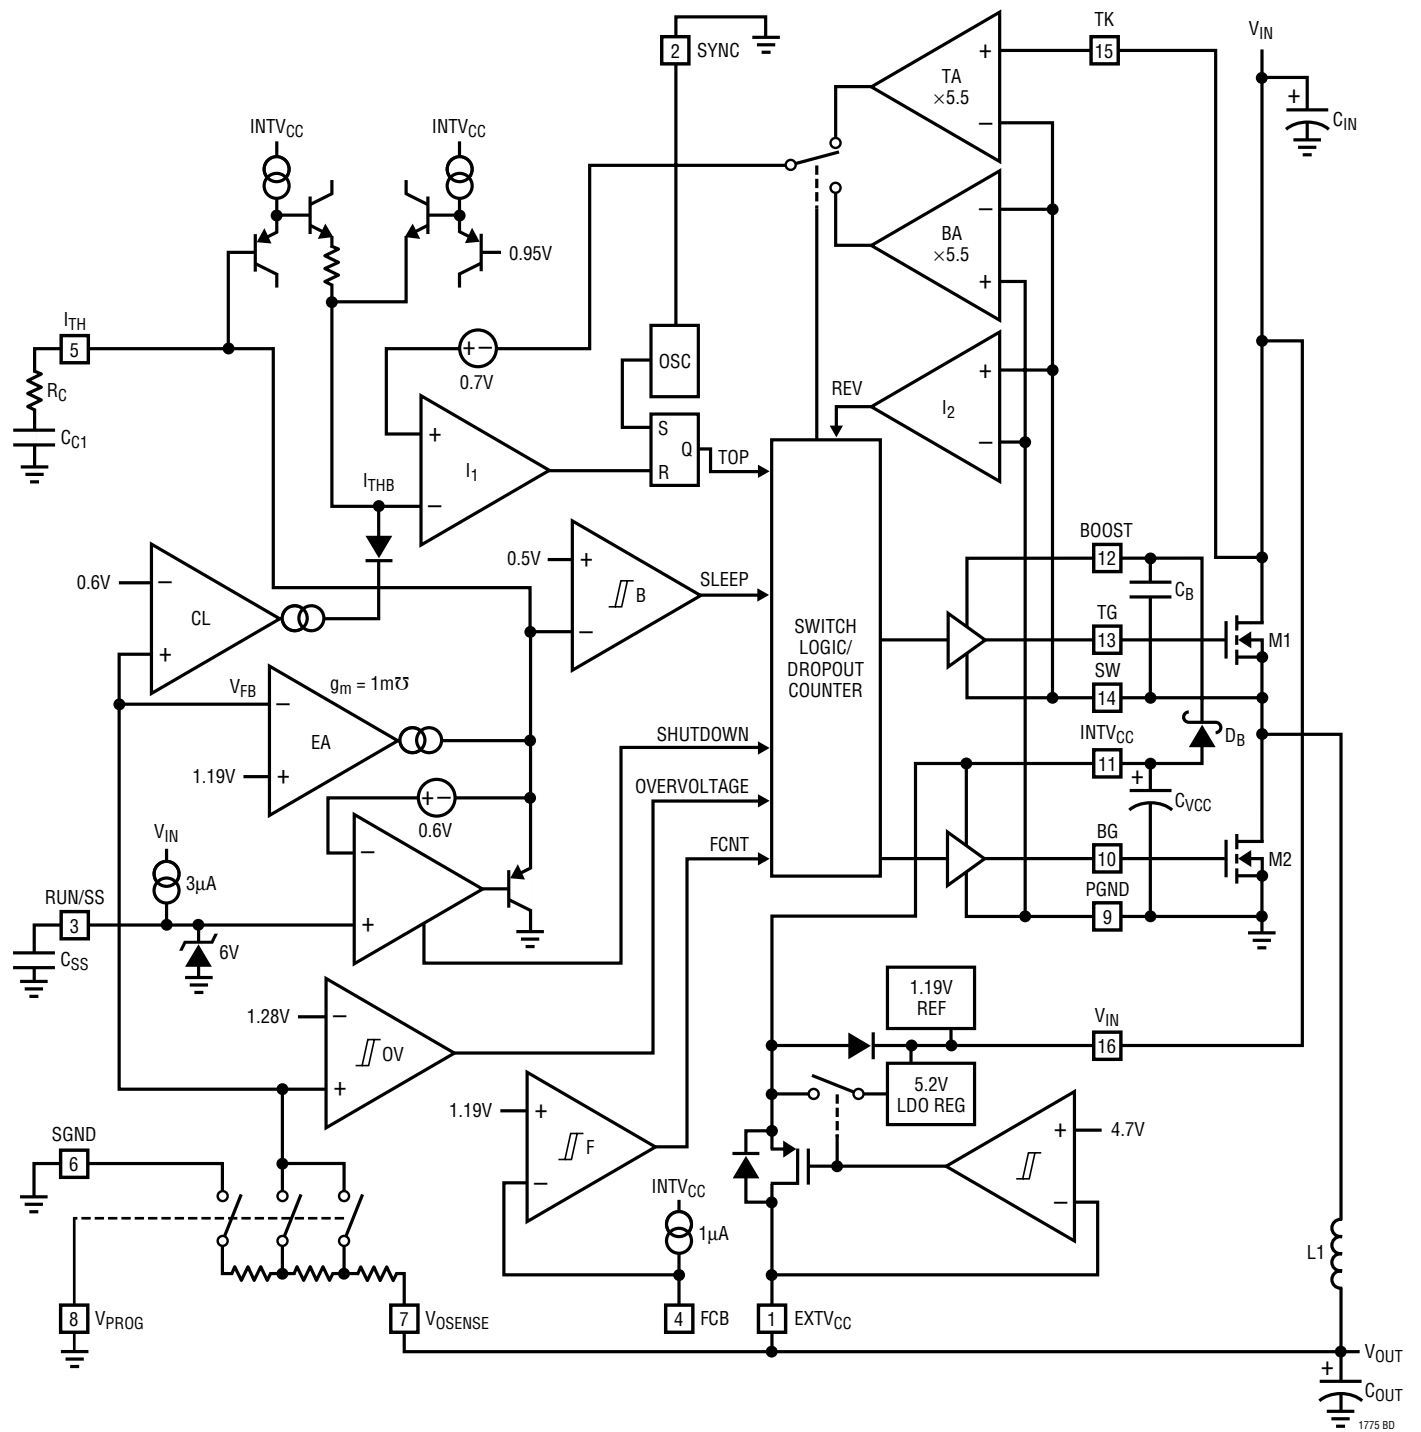 TK
15
2 SYNC
VIN
TA
×5.5
+
−
+
CIN
INTVCC
INTVCC
BA
×5.5
−
+
0.95V
ITH
5
+ −
0.7V
OSC
RC
CC1
REV
I2
+
−
S
Q
R
TOP
I1
+
−
ITHB
BOOST
12
CB
0.5V
+
B
−
SLEEP
0.6V
−
CL
+
TG
13
M1
SWITCH
LOGIC/
DROPOUT
COUNTER
SW
14
VFB
gm = 1m℧
−
EA
1.19V
+
SHUTDOWN
INTVCC
11
DB
+
CVCC
OVERVOLTAGE
+ −
0.6V
FCNT
BG
10
M2
VIN
3µA
−
+
PGND
9
RUN/SS
3
CSS
6V
1.19V
REF
1.28V
−
OV
+
VIN
16
5.2V
LDO REG
1.19V
+
F
−
+
4.7V
−
SGND
6
INTVCC
1µA
L1
8
VPROG
7
VOSENSE
4
FCB
1
EXTVCC
VOUT
+
COUT
1775 BD